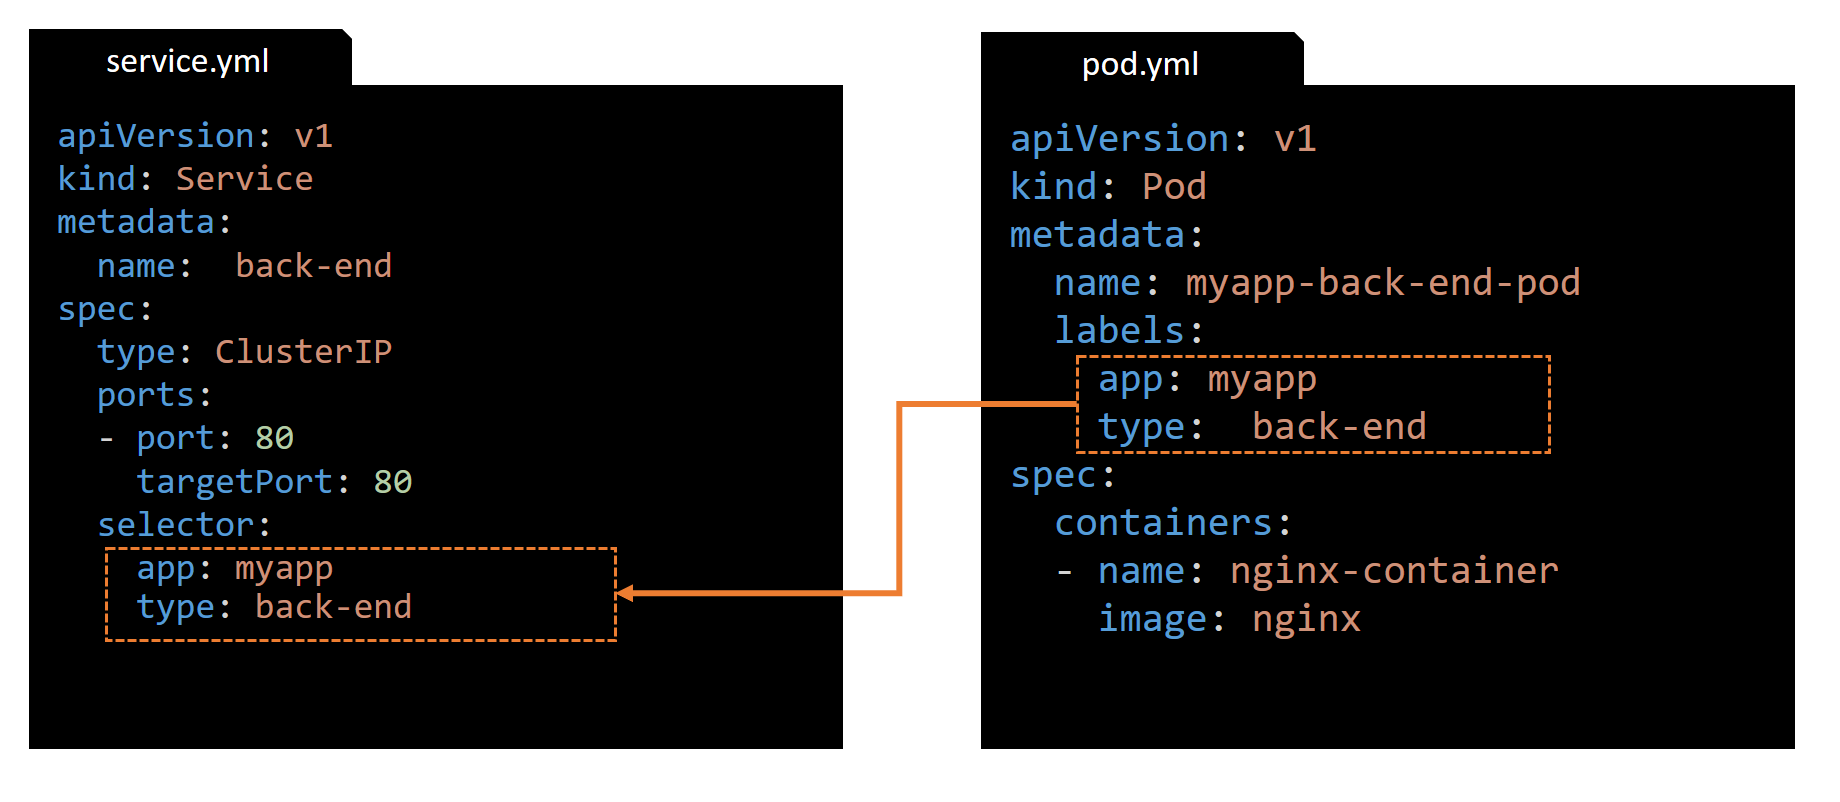 service.yml
apiVersion: v1
kind: Service
metadata:
  name:  back-end
spec:
  type: ClusterIP
  ports:
  - port: 80
    targetPort: 80
  selector:
    app: myapp
    type: back-end
pod.yml
apiVersion: v1
kind: Pod
metadata:
  name: myapp-back-end-pod
  labels:
    app: myapp
    type:  back-end
spec:
  containers:
  - name: nginx-container
    image: nginx